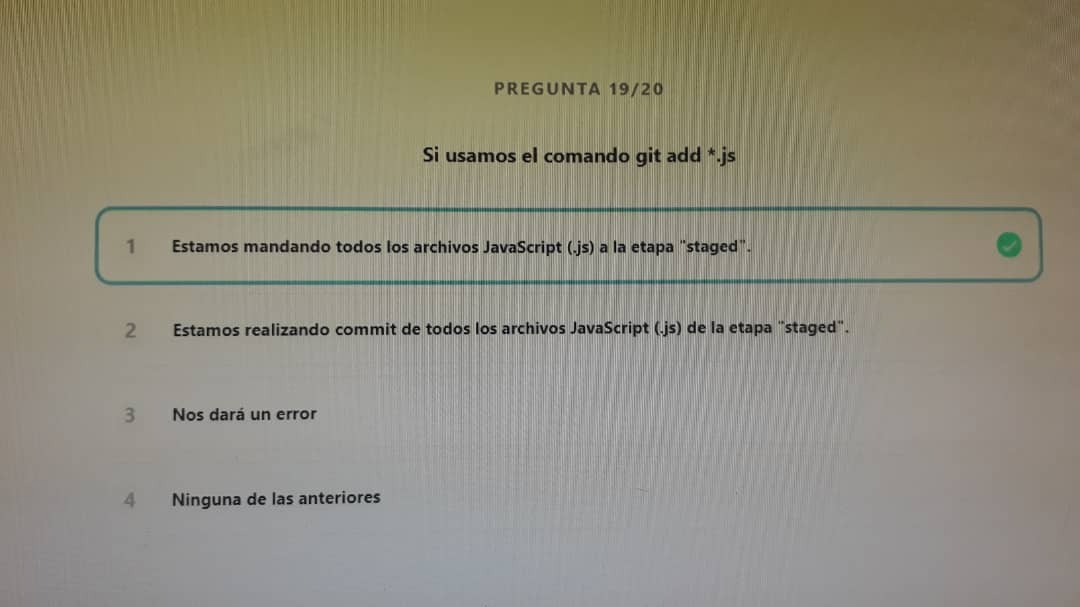 PREGUNTA 19/20
Si usamos el comando git add *.js
1 Estamos mandando todos los archivos JavaScript (.js) a la etapa "staged".
2 Estamos realizando commit de todos los archivos JavaScript (.js) de la etapa "staged".
3 Nos dará un error
4 Ninguna de las anteriores